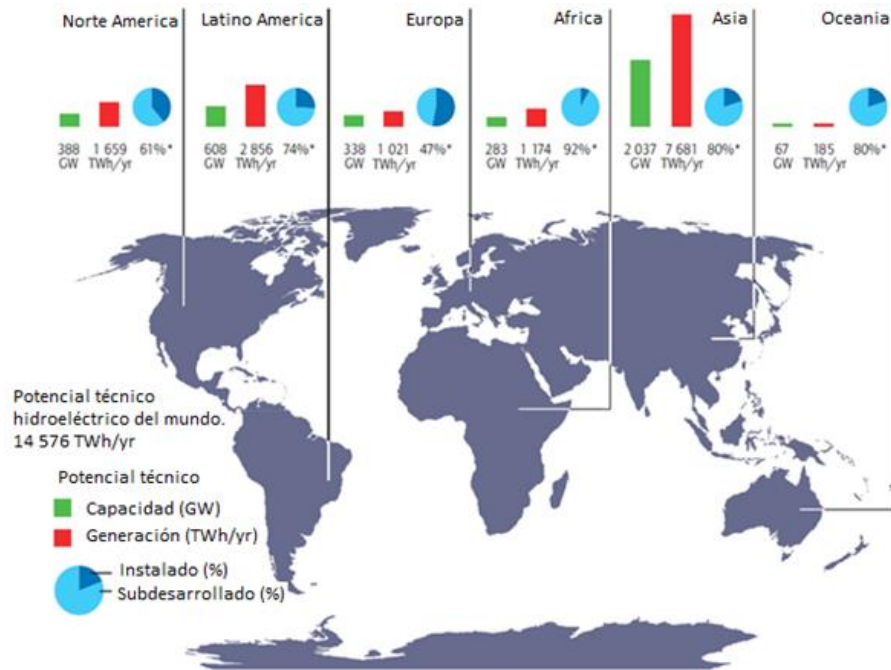 Norte America
Latino America
Europa
Africa
Asia
Oceania
388
GW
1 659
TWh/yr
61%*
608
GW
2 856
TWh/yr
74%*
338
GW
1 021
TWh/yr
47%*
283
GW
1 174
TWh/yr
92%*
2 037
GW
7 681
TWh/yr
80%*
67
GW
185
TWh/yr
80%*
Potencial técnico
hidroeléctrico del mundo.
14 576 TWh/yr
Potencial técnico
Capacidad (GW)
Generación (TWh/yr)
Instalado (%)
Subdesarrollado (%)